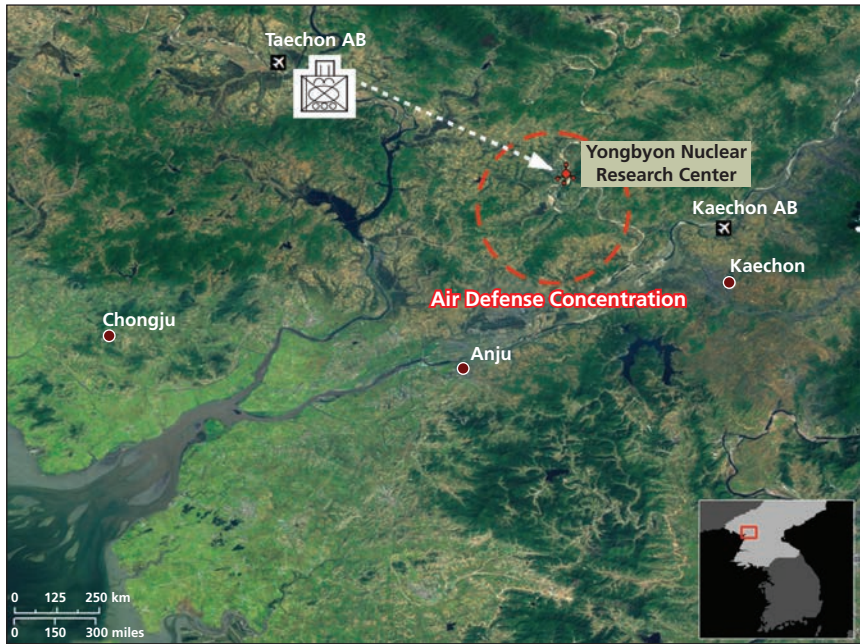 Taechon AB
Yongbyon Nuclear
Research Center
Kaechon AB
Kaechon
Air Defense Concentration
Chongju
Anju
0 125 250 km
0 150 300 miles